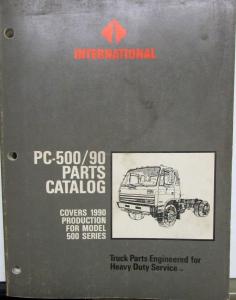 INTERNATIONAL
PC-500/90
PARTS
CATALOG
COVERS 1990
PRODUCTION
FOR MODEL
500 SERIES
Truck Parts Engineered for
Heavy Duty Service